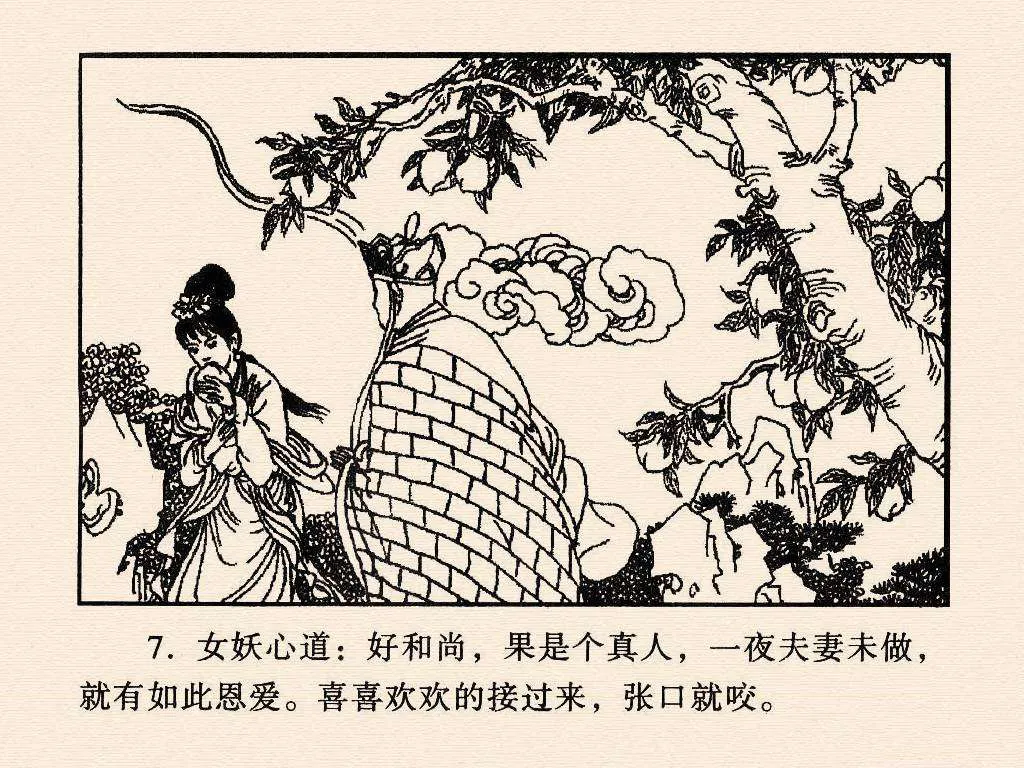 7. 女妖心道：好和尚，果是个真人，一夜夫妻未做，
就有如此恩爱。喜喜欢欢的接过来，张口就咬。